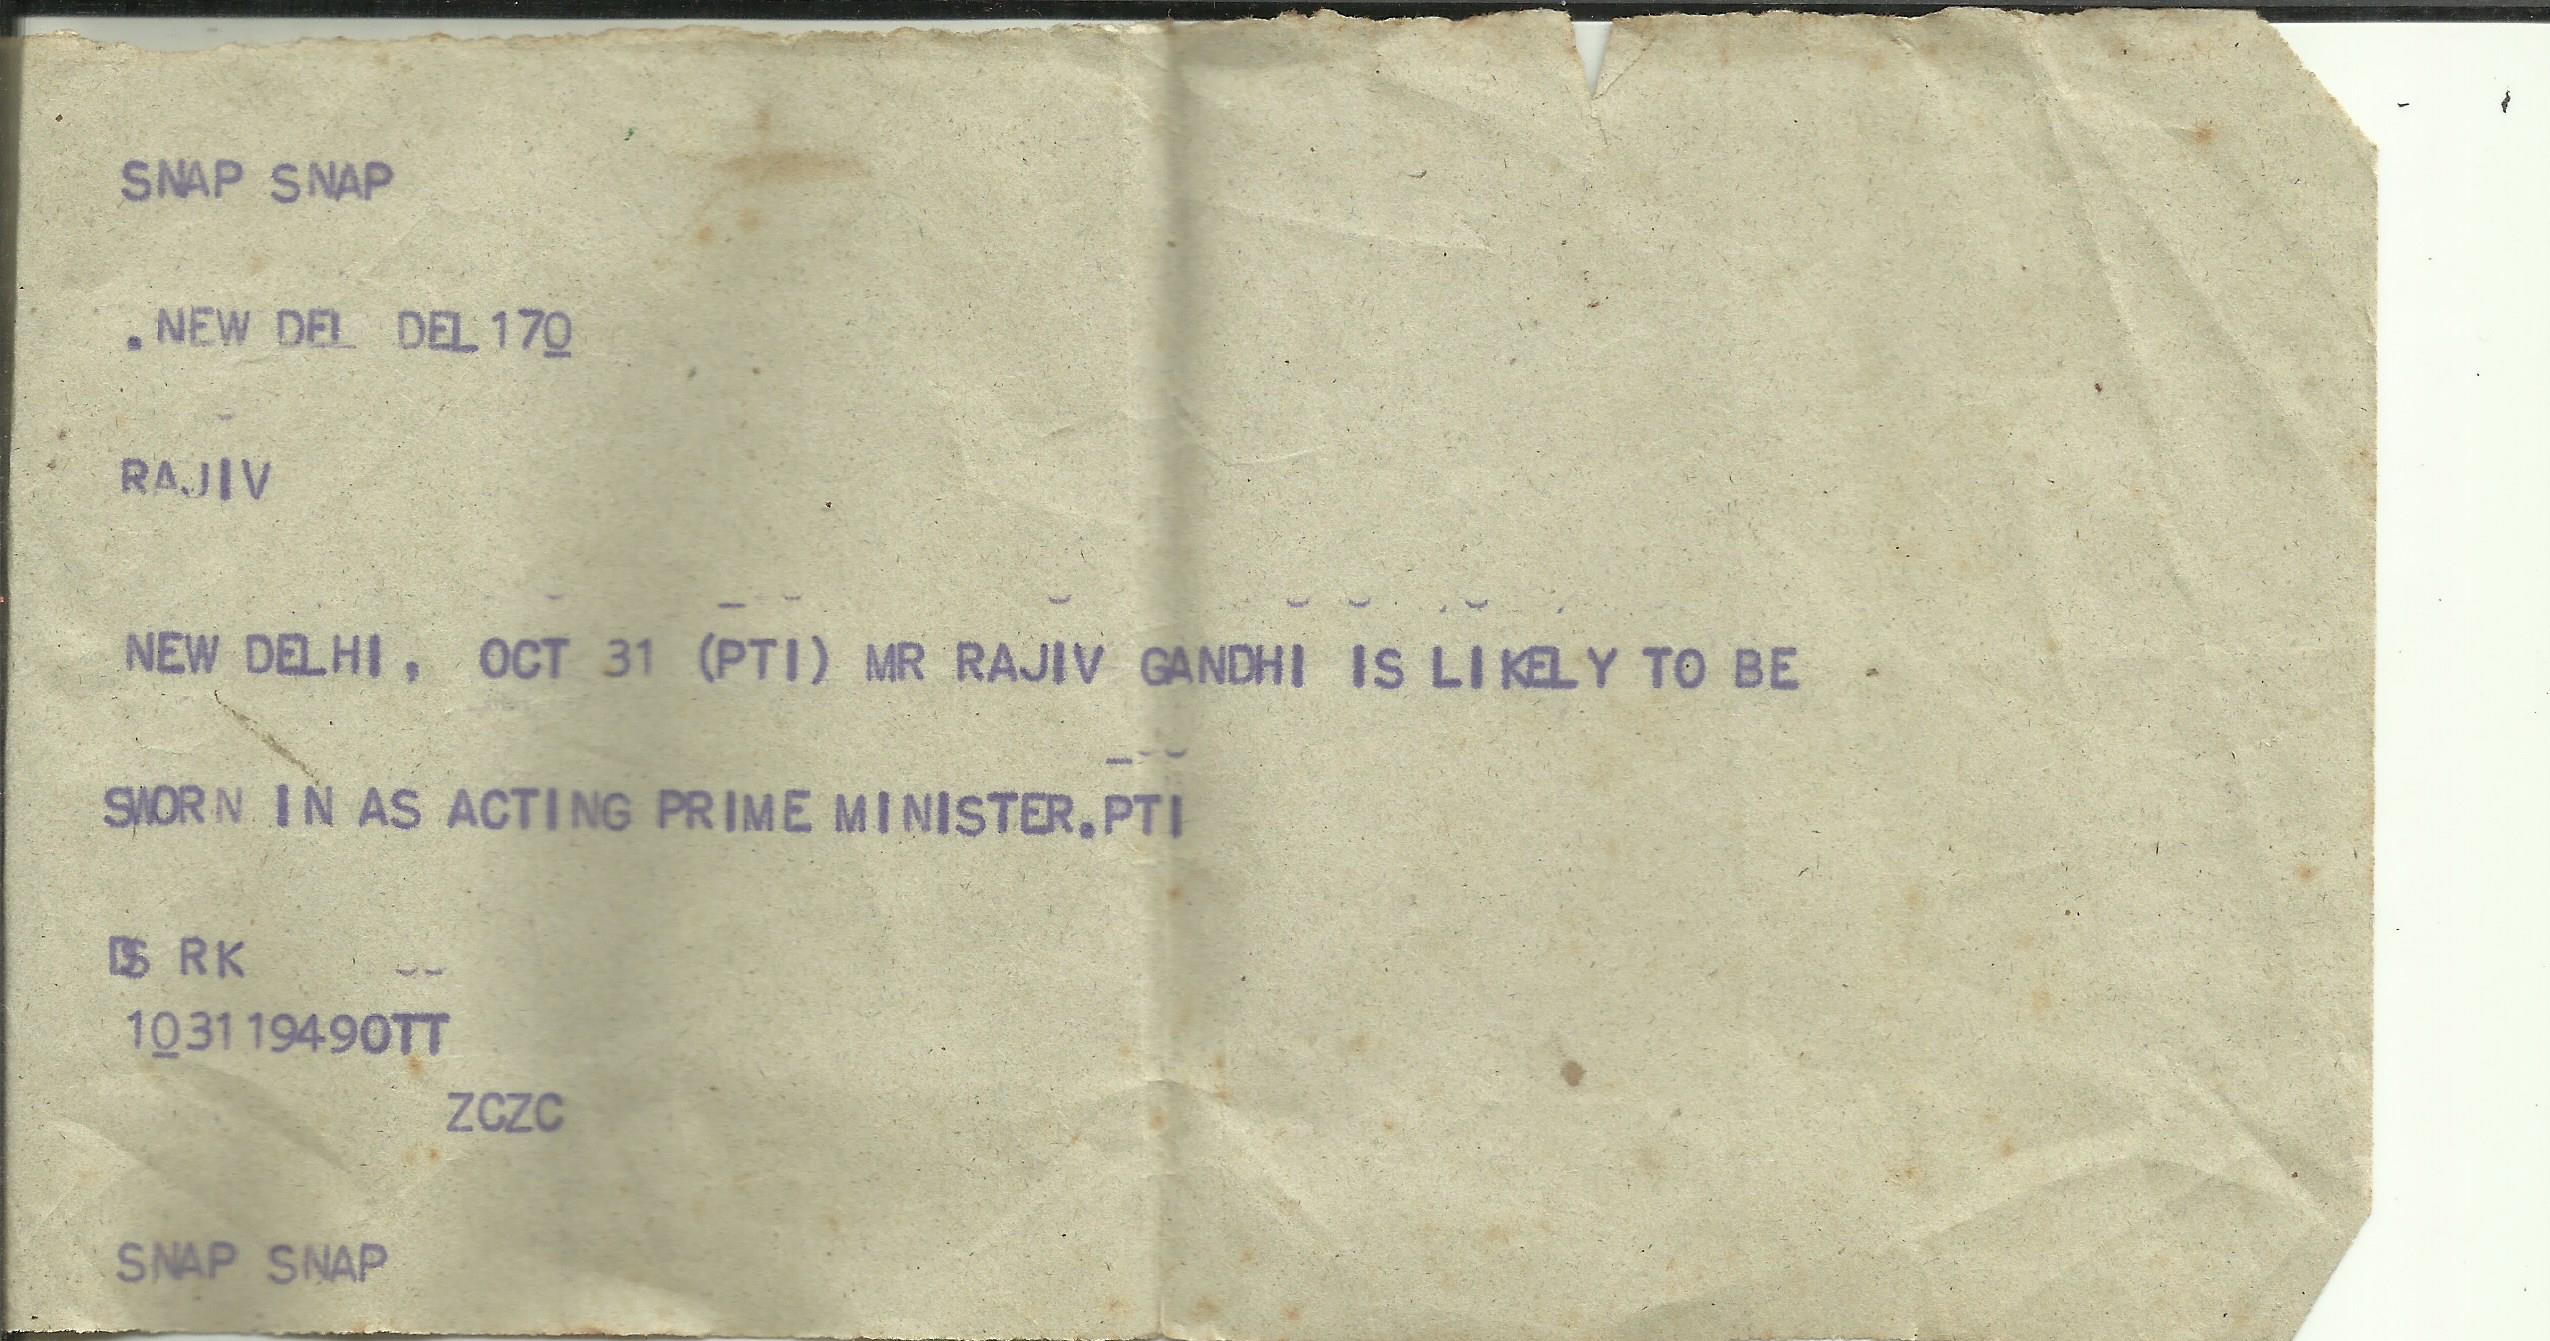 SNAP SNAP
.NEW DEL DEL170
RAJIV
NEW DELHI, OCT 31 (PTI) MR RAJIV GANDHI IS LIKELY TO BE
SWORN IN AS ACTING PRIME MINISTER.PTI
DS RK
10311949OTT
ZCZC
SNAP SNAP